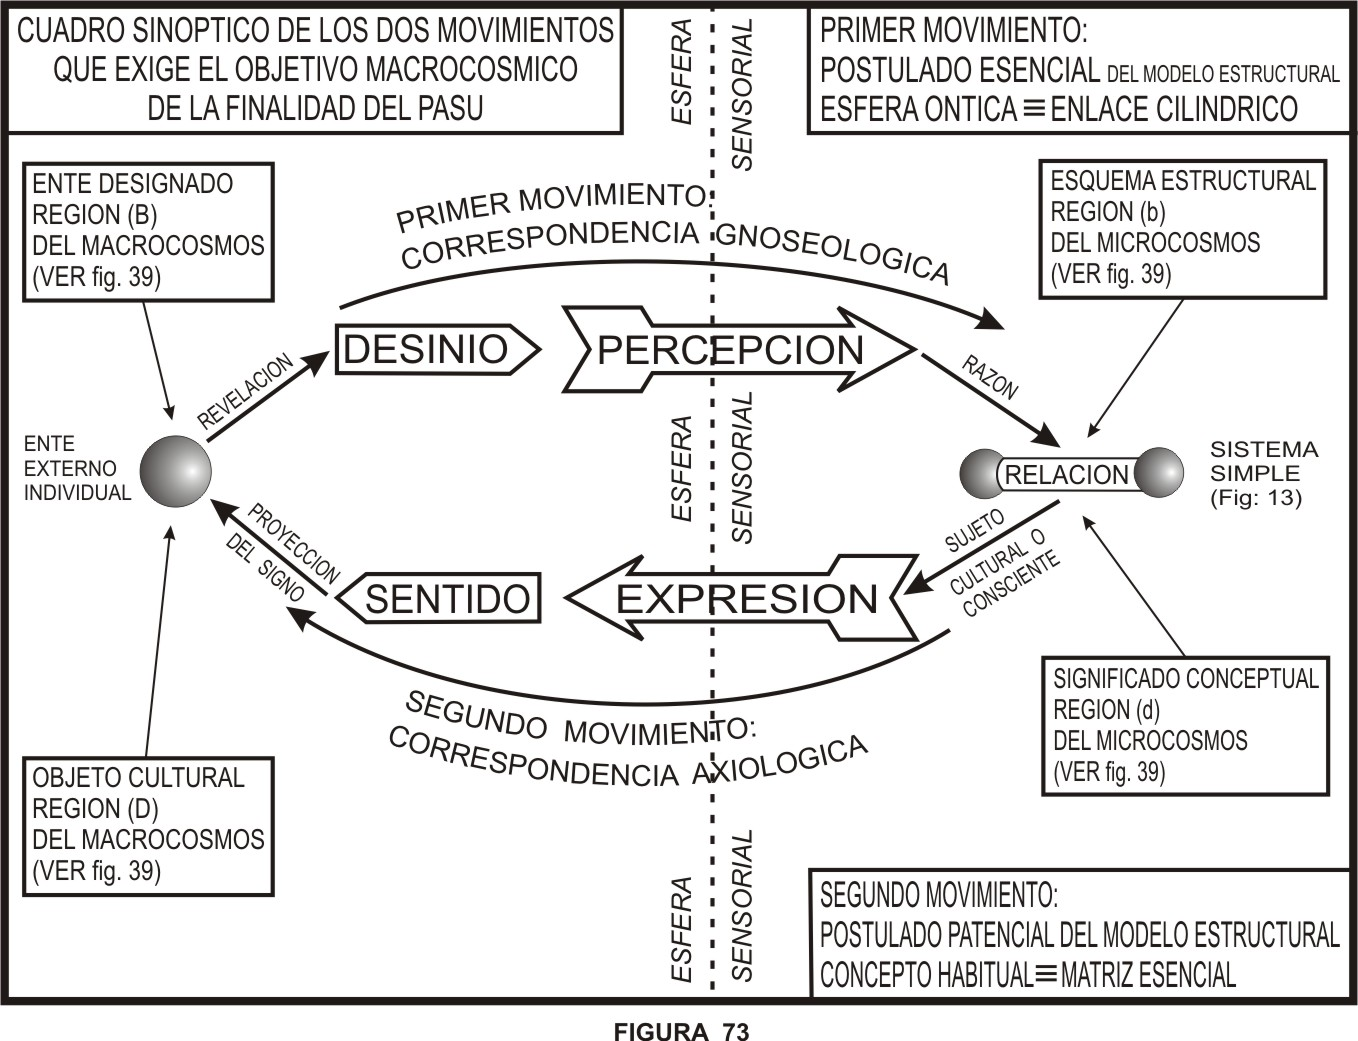 CUADRO SINOPTICO DE LOS DOS MOVIMIENTOS
QUE EXIGE EL OBJETIVO MACROCOSMICO
DE LA FINALIDAD DEL PASU
ESFERA
SENSORIAL
PRIMER MOVIMIENTO:
POSTULADO ESENCIAL DEL MODELO ESTRUCTURAL
ESFERA ONTICA ≡ ENLACE CILINDRICO
ENTE DESIGNADO
REGION (B)
DEL MACROCOSMOS
(VER fig. 39)
PRIMER MOVIMIENTO:
CORRESPONDENCIA GNOSEOLOGICA
ESQUEMA ESTRUCTURAL
REGION (b)
DEL MICROCOSMOS
(VER fig. 39)
REVELACION
DESINIO
PERCEPCION
RAZON
ENTE
EXTERNO
INDIVIDUAL
ESFERA
SENSORIAL
RELACION
SISTEMA
SIMPLE
(Fig: 13)
PROYECCION
DEL SIGNO
SENTIDO
EXPRESION
SUJETO
CULTURAL O
CONSCIENTE
SEGUNDO MOVIMIENTO:
CORRESPONDENCIA AXIOLOGICA
SIGNIFICADO CONCEPTUAL
REGION (d)
DEL MICROCOSMOS
(VER fig. 39)
OBJETO CULTURAL
REGION (D)
DEL MACROCOSMOS
(VER fig. 39)
ESFERA
SENSORIAL
SEGUNDO MOVIMIENTO:
POSTULADO PATENCIAL DEL MODELO ESTRUCTURAL
CONCEPTO HABITUAL≡ MATRIZ ESENCIAL
FIGURA 73